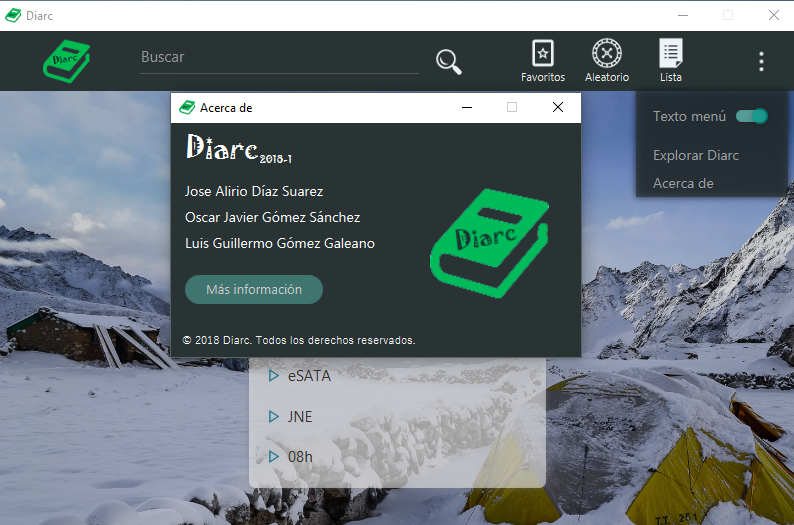 Diarc
Diarc
Buscar
Favoritos
Aleatorio
Lista
Acerca de
Texto menú
Explorar Diarc
Acerca de
Diarc 2018-1
Jose Alirio Díaz Suarez
Oscar Javier Gómez Sánchez
Luis Guillermo Gómez Galeano
Diarc
Más información
© 2018 Diarc. Todos los derechos reservados.
eSATA
JNE
08h
TT 251